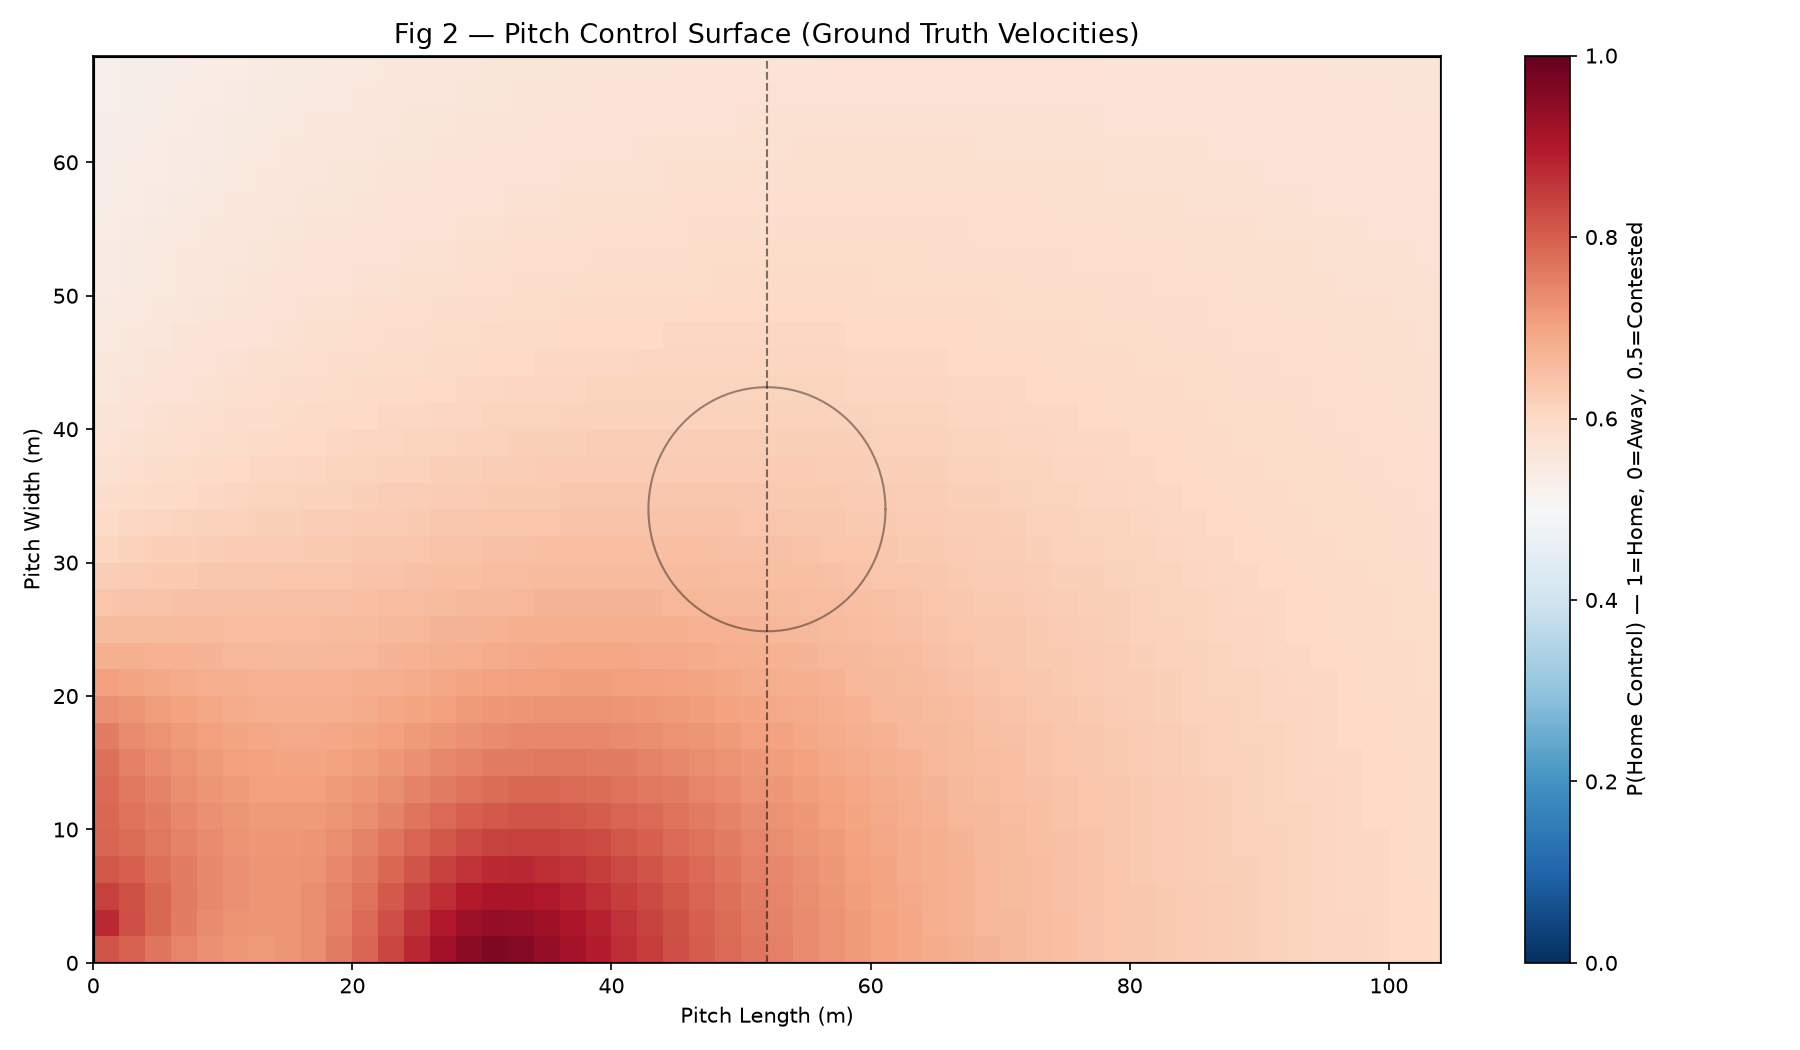 Fig 2 — Pitch Control Surface (Ground Truth Velocities)
60
50
40
30
20
10
0
Pitch Width (m)
0 20 40 60 80 100
Pitch Length (m)
1.0
0.8
0.6
0.4
0.2
0.0
P(Home Control) — 1=Home, 0=Away, 0.5=Contested